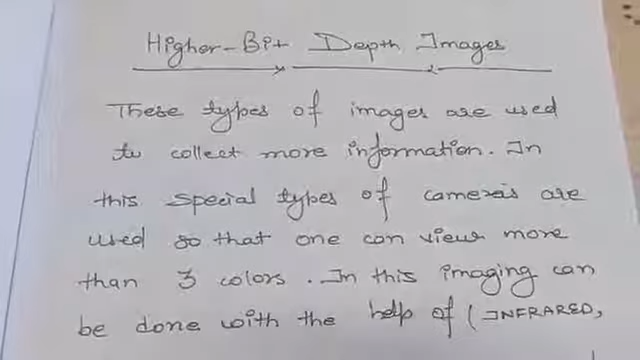 Higher-Bit Depth Images
These types of images are used
to collect more information. In
this special types of cameras are
used so that one can view more
than 3 colors. In this imaging can
be done with the help of (INFRARED,